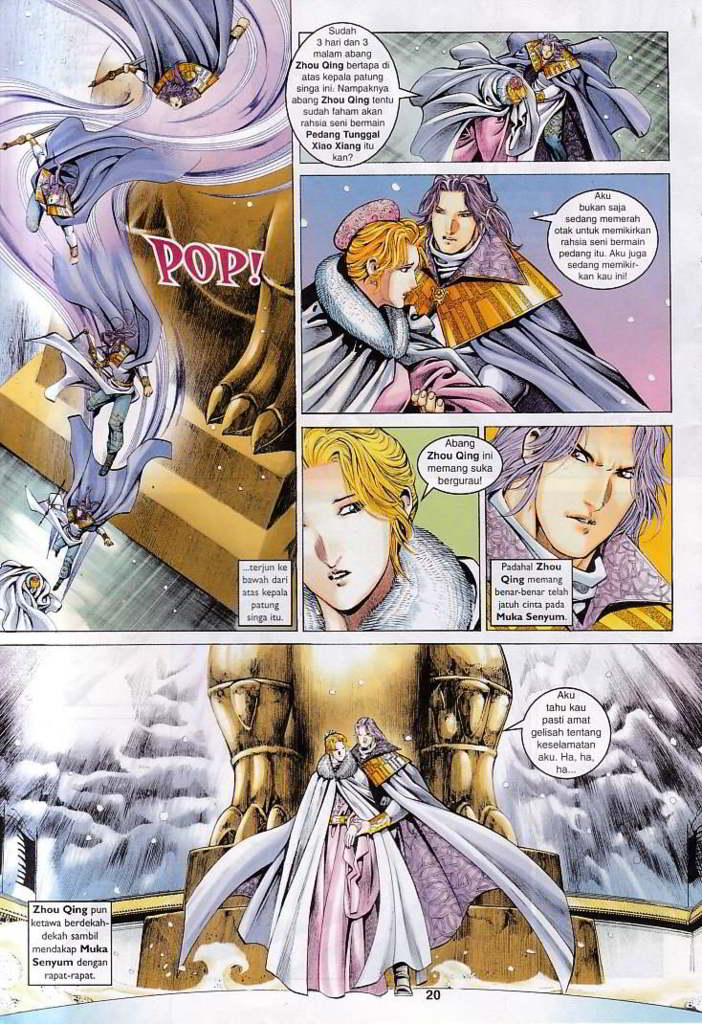 POP!
...terjun ke
bawah dari
atas kepala
patung
singa itu.
Sudah
3 hari dan 3
malam abang
Zhou Qing bertapa di
atas kepala patung
singa ini. Nampaknya
abang Zhou Qing tentu
sudah faham akan
rahsia seni bermain
Pedang Tunggal
Xiao Xiang itu
kan?
Aku
bukan saja
sedang memerah
otak untuk memikirkan
rahsia seni bermain
pedang itu. Aku juga
sedang memikir-
kan kau ini!
Abang
Zhou Qing ini
memang suka
bergurau!
Padahal Zhou
Qing memang
benar-benar telah
jatuh cinta pada
Muka Senyum.
Aku
tahu kau
pasti amat
gelisah tentang
keselamatan
aku. Ha, ha,
ha...
Zhou Qing pun
ketawa berdekah-
dekah sambil
mendakap Muka
Senyum dengan
rapat-rapat.
20